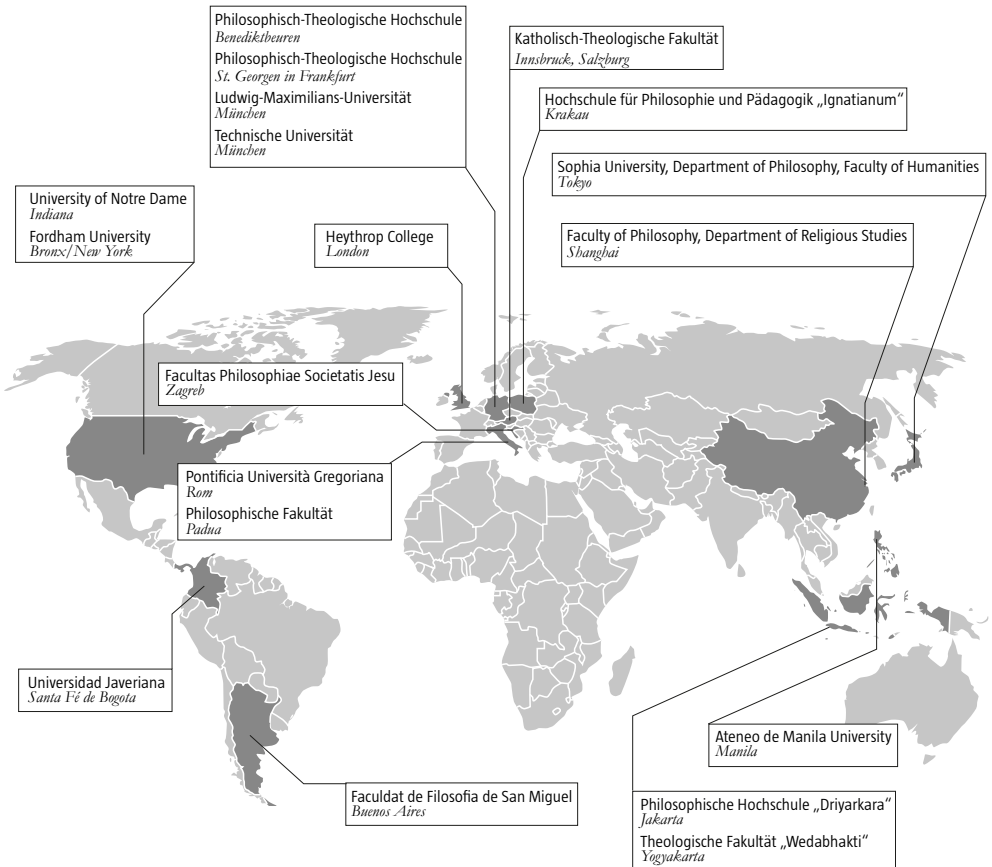 Philosophisch-Theologische Hochschule
Benediktbeuren
Philosophisch-Theologische Hochschule
St. Georgen in Frankfurt
Ludwig-Maximilians-Universität
München
Technische Universität
München
Katholisch-Theologische Fakultät
Innsbruck, Salzburg
Hochschule für Philosophie und Pädagogik „Ignatianum“
Krakau
Sophia University, Department of Philosophy, Faculty of Humanities
Tokyo
University of Notre Dame
Indiana
Fordham University
Bronx/New York
Heythrop College
London
Faculty of Philosophy, Department of Religious Studies
Shanghai
Facultas Philosophiae Societatis Jesu
Zagreb
Pontificia Università Gregoriana
Rom
Philosophische Fakultät
Padua
Universidad Javeriana
Santa Fé de Bogota
Ateneo de Manila University
Manila
Faculdat de Filosofia de San Miguel
Buenos Aires
Philosophische Hochschule „Driyarkara“
Jakarta
Theologische Fakultät „Wedabhakti“
Yogyakarta